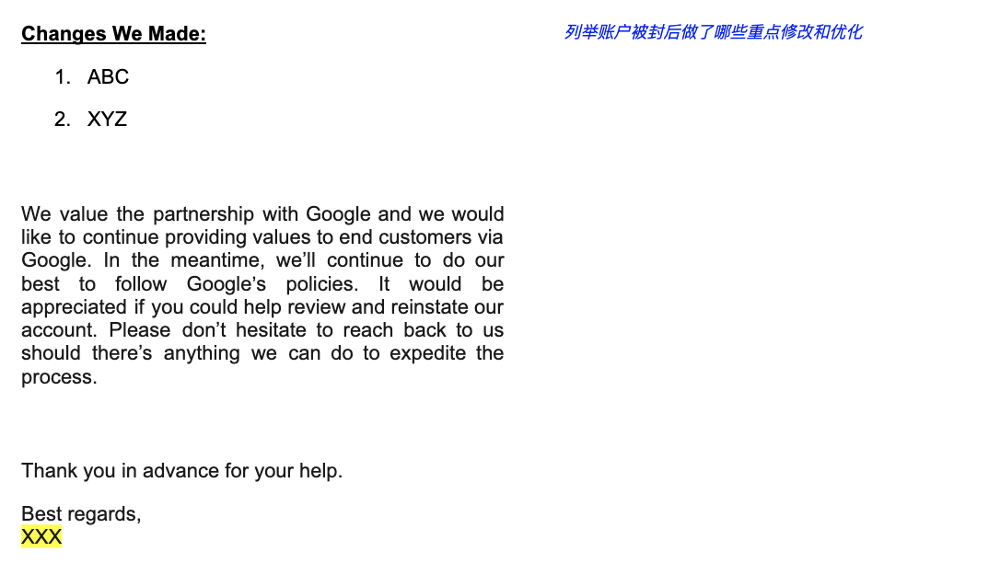 Changes We Made:
列举账户被封后做了哪些重点修改和优化
1. ABC
2. XYZ
We value the partnership with Google and we would
like to continue providing values to end customers via
Google. In the meantime, we’ll continue to do our
best to follow Google’s policies. It would be
appreciated if you could help review and reinstate our
account. Please don’t hesitate to reach back to us
should there’s anything we can do to expedite the
process.
Thank you in advance for your help.
Best regards,
XXX